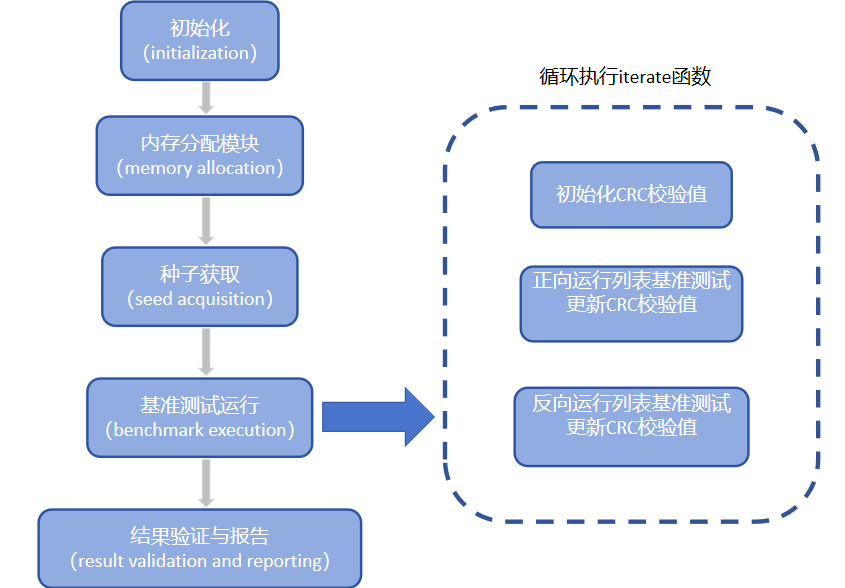 初始化
（initialization）
内存分配模块
（memory allocation）
种子获取
（seed acquisition）
基准测试运行
（benchmark execution）
结果验证与报告
（result validation and reporting）
循环执行iterate函数
初始化CRC校验值
正向运行列表基准测试
更新CRC校验值
反向运行列表基准测试
更新CRC校验值